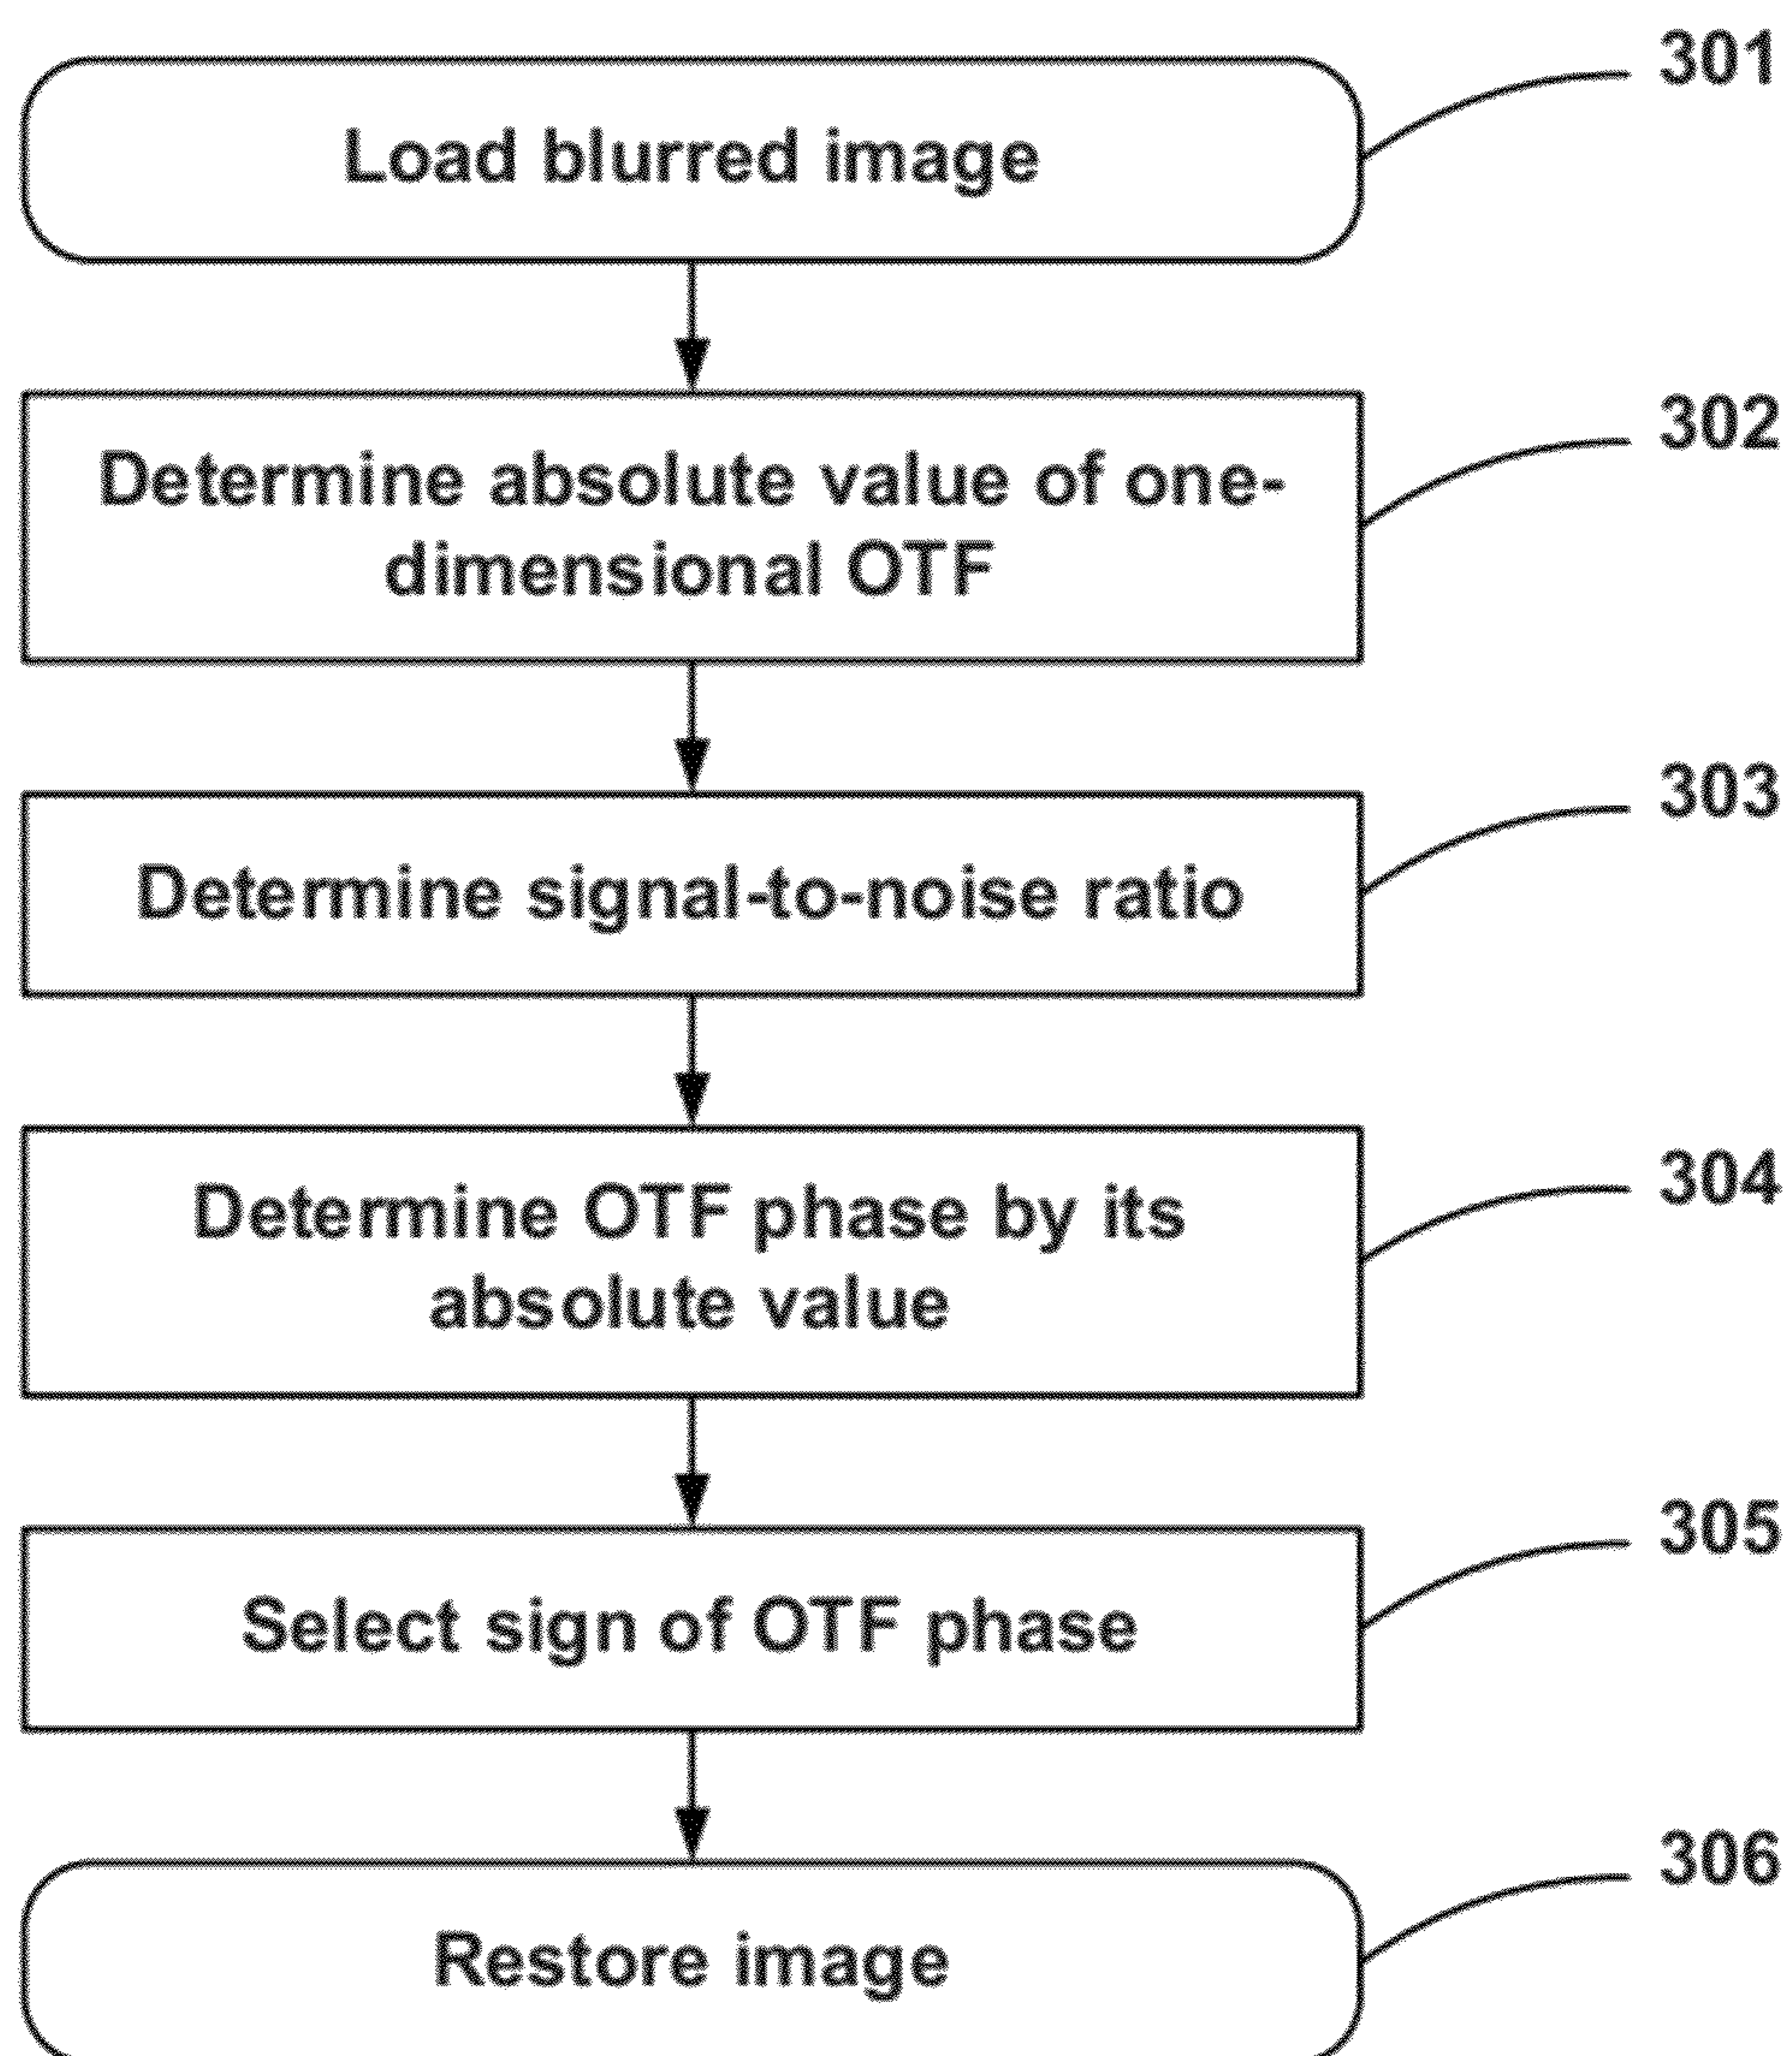 301
Load blurred image
302
Determine absolute value of one-
dimensional OTF
303
Determine signal-to-noise ratio
304
Determine OTF phase by its
absolute value
305
Select sign of OTF phase
306
Restore image